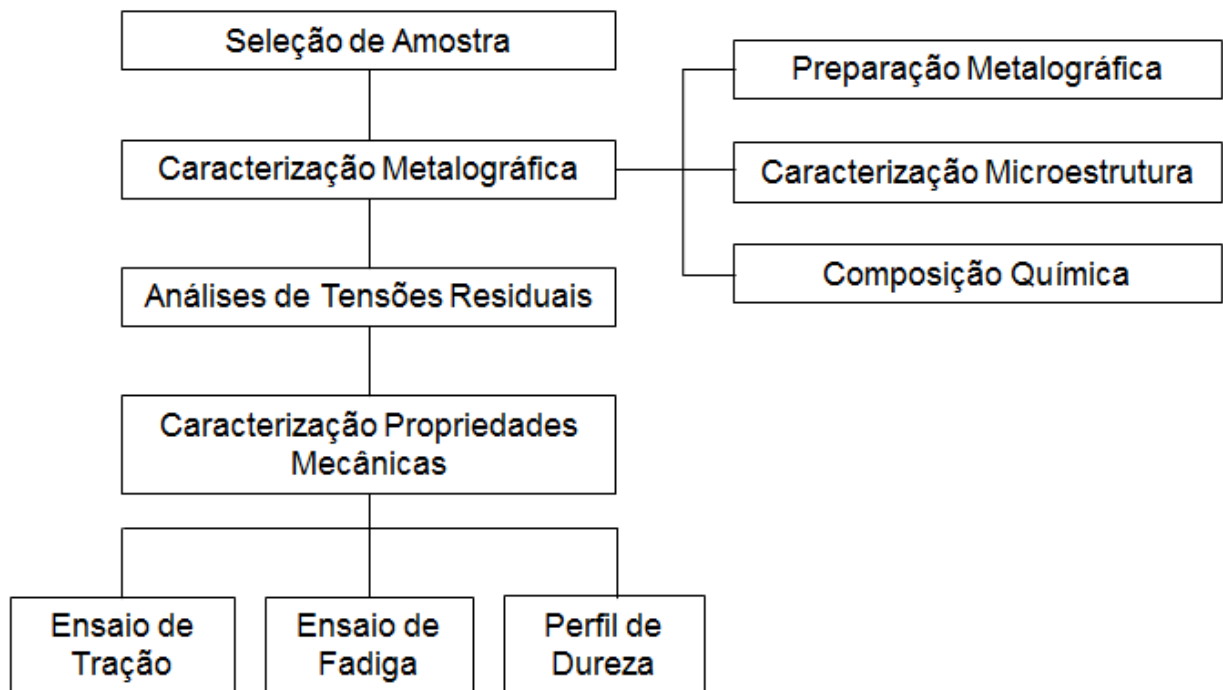 Seleção de Amostra
Preparação Metalográfica
Caracterização Metalográfica
Caracterização Microestrutura
Composição Química
Análises de Tensões Residuais
Caracterização Propriedades
Mecânicas
Ensaio de
Tração
Ensaio de
Fadiga
Perfil de
Dureza